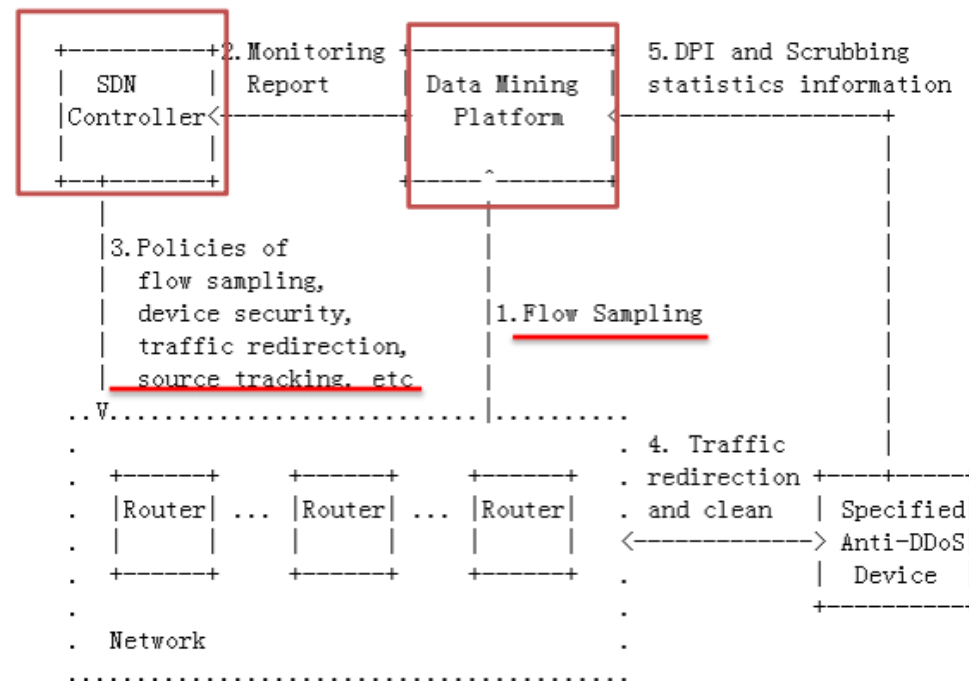 2.Monitoring
Report
SDN
Controller
Data Mining
Platform
5.DPI and Scrubbing
statistics information
3.Policies of
flow sampling,
device security,
traffic redirection,
source tracking, etc
1.Flow Sampling
4. Traffic
redirection
and clean
Router ... Router ... Router
Specified
Anti-DDoS
Device
Network